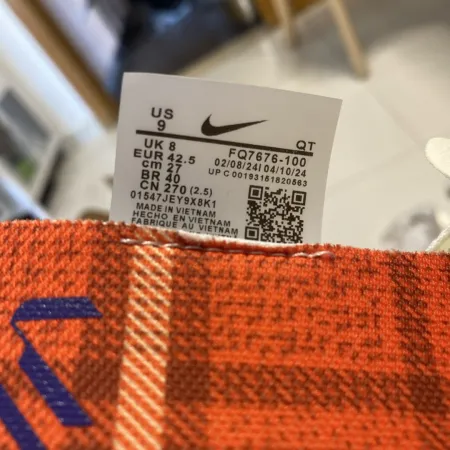 US
9
QT
UK 8
EUR 42.5
cm 27
BR 40
CN 270 (2.5)
01547JEY9X8K1
MADE IN VIETNAM
HECHO EN VIETNAM
FABRIQUE AU VIETNAM
FQ7676-100
02/08/24 04/10/24
UPC 00193151820563